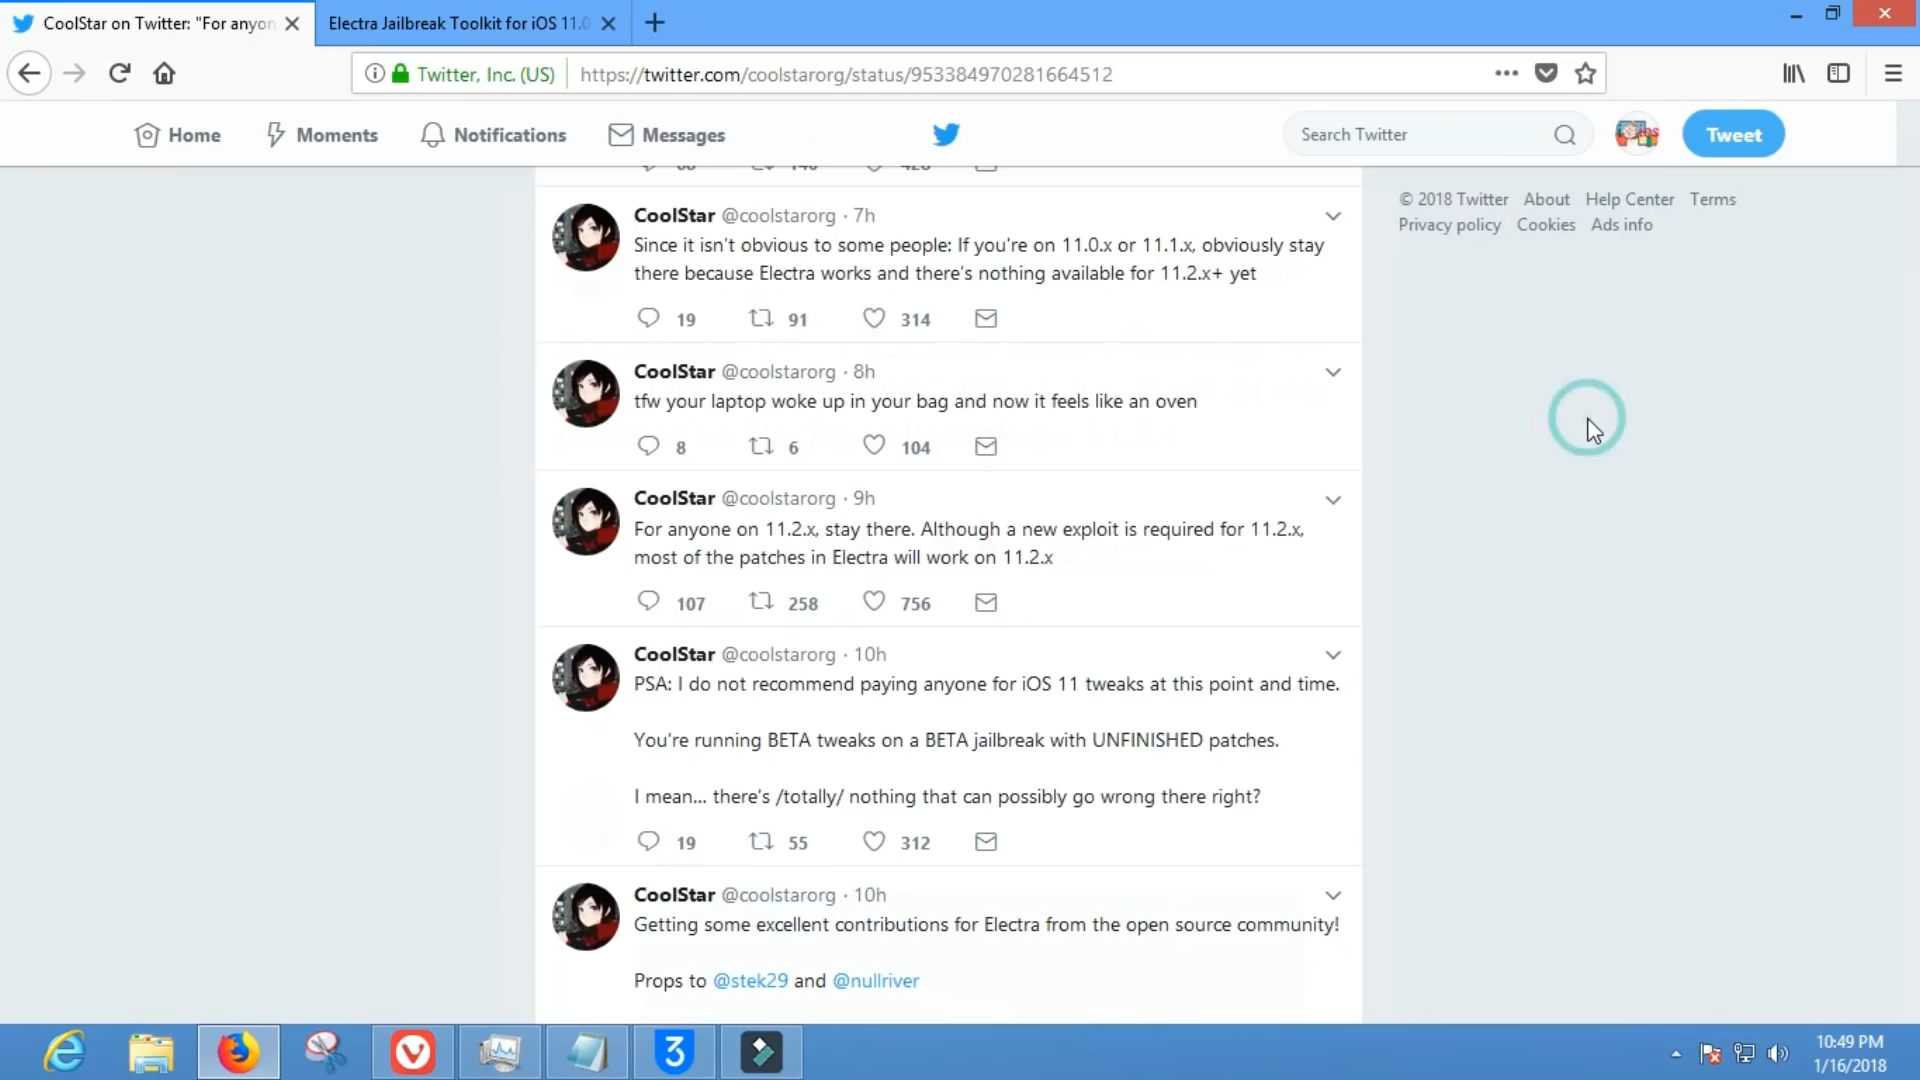 CoolStar on Twitter: "For anyon
Electra Jailbreak Toolkit for iOS 11.0
Twitter, Inc. (US)
https://twitter.com/coolstarorg/status/953384970281664512
Home
Moments
Notifications
Messages
Search Twitter
Tweet
© 2018 Twitter About Help Center Terms
Privacy policy Cookies Ads info
CoolStar @coolstarorg · 7h
Since it isn't obvious to some people: If you're on 11.0.x or 11.1.x, obviously stay
there because Electra works and there's nothing available for 11.2.x+ yet
19 91 314
CoolStar @coolstarorg · 8h
tfw your laptop woke up in your bag and now it feels like an oven
8 6 104
CoolStar @coolstarorg · 9h
For anyone on 11.2.x, stay there. Although a new exploit is required for 11.2.x,
most of the patches in Electra will work on 11.2.x
107 258 756
CoolStar @coolstarorg · 10h
PSA: I do not recommend paying anyone for iOS 11 tweaks at this point and time.
You're running BETA tweaks on a BETA jailbreak with UNFINISHED patches.
I mean... there's /totally/ nothing that can possibly go wrong there right?
19 55 312
CoolStar @coolstarorg · 10h
Getting some excellent contributions for Electra from the open source community!
Props to @stek29 and @nullriver
3
10:49 PM
1/16/2018